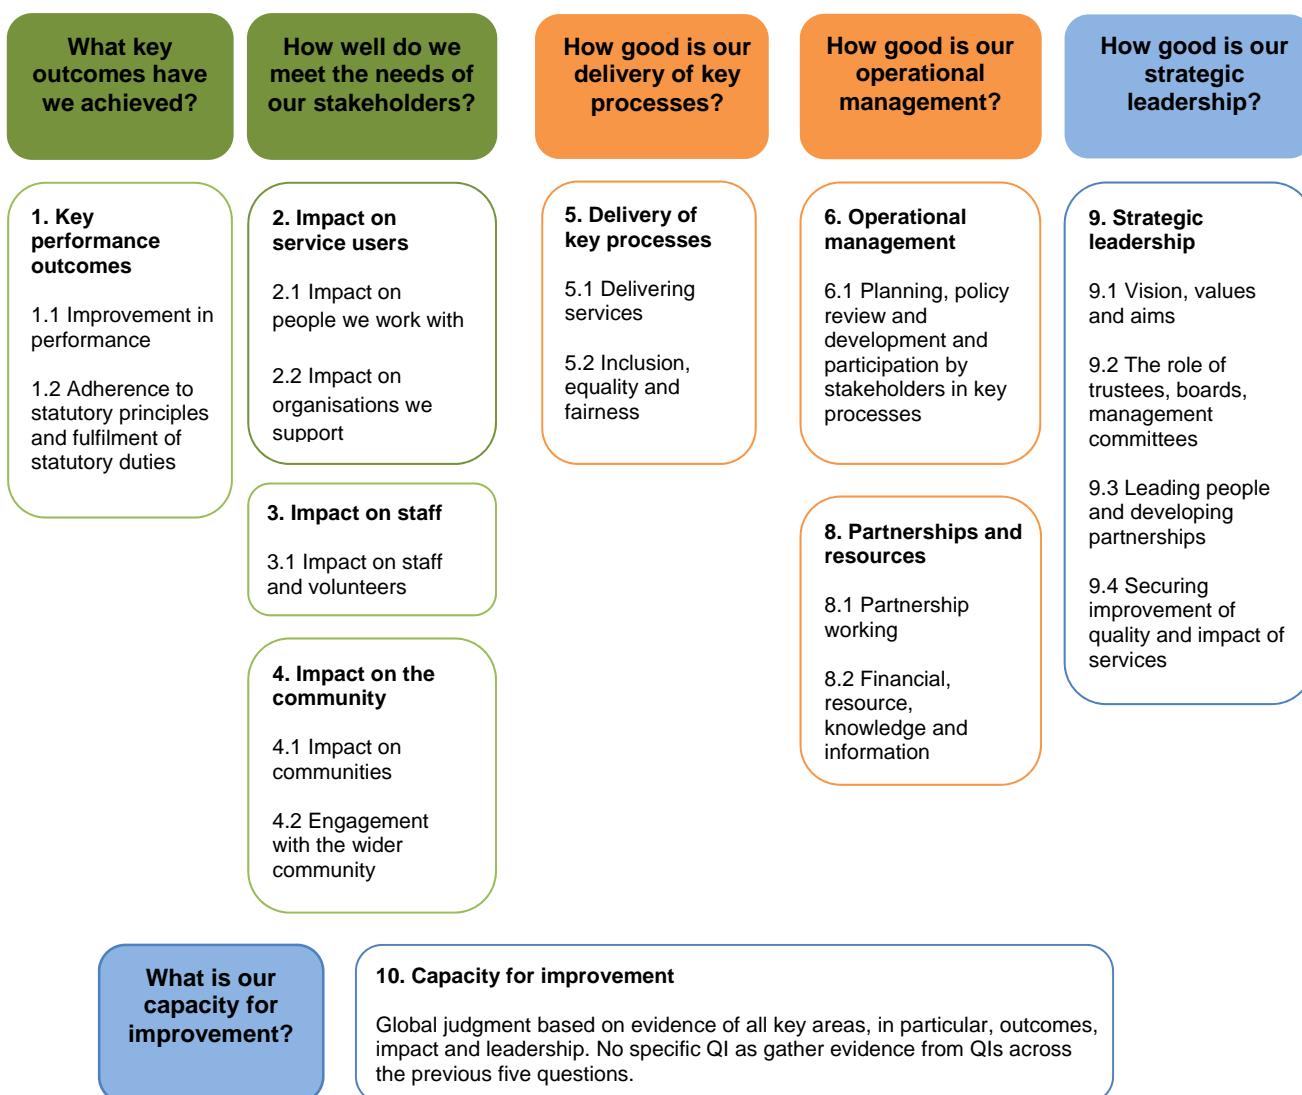 What key
outcomes have
we achieved?
How well do we
meet the needs of
our stakeholders?
How good is our
delivery of key
processes?
How good is our
operational
management?
How good is our
strategic
leadership?
1. Key
performance
outcomes
1.1 Improvement in
performance
1.2 Adherence to
statutory principles
and fulfilment of
statutory duties
2. Impact on
service users
2.1 Impact on
people we work with
2.2 Impact on
organisations we
support
3. Impact on staff
3.1 Impact on staff
and volunteers
4. Impact on the
community
4.1 Impact on
communities
4.2 Engagement
with the wider
community
5. Delivery of
key processes
5.1 Delivering
services
5.2 Inclusion,
equality and
fairness
6. Operational
management
6.1 Planning, policy
review and
development and
participation by
stakeholders in key
processes
8. Partnerships and
resources
8.1 Partnership
working
8.2 Financial,
resource,
knowledge and
information
9. Strategic
leadership
9.1 Vision, values
and aims
9.2 The role of
trustees, boards,
management
committees
9.3 Leading people
and developing
partnerships
9.4 Securing
improvement of
quality and impact of
services
What is our
capacity for
improvement?
10. Capacity for improvement
Global judgment based on evidence of all key areas, in particular, outcomes,
impact and leadership. No specific QI as gather evidence from QIs across
the previous five questions.